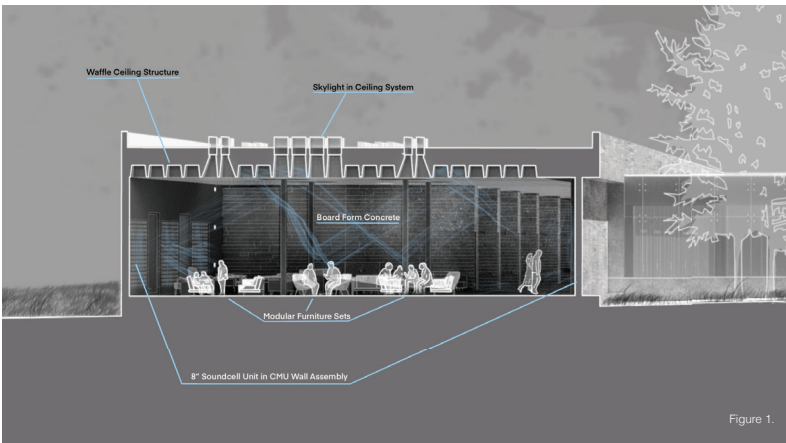 Waffle Ceiling Structure
Skylight in Ceiling System
Board Form Concrete
Modular Furniture Sets
8" Soundcell Unit in CMU Wall Assembly
Figure 1.